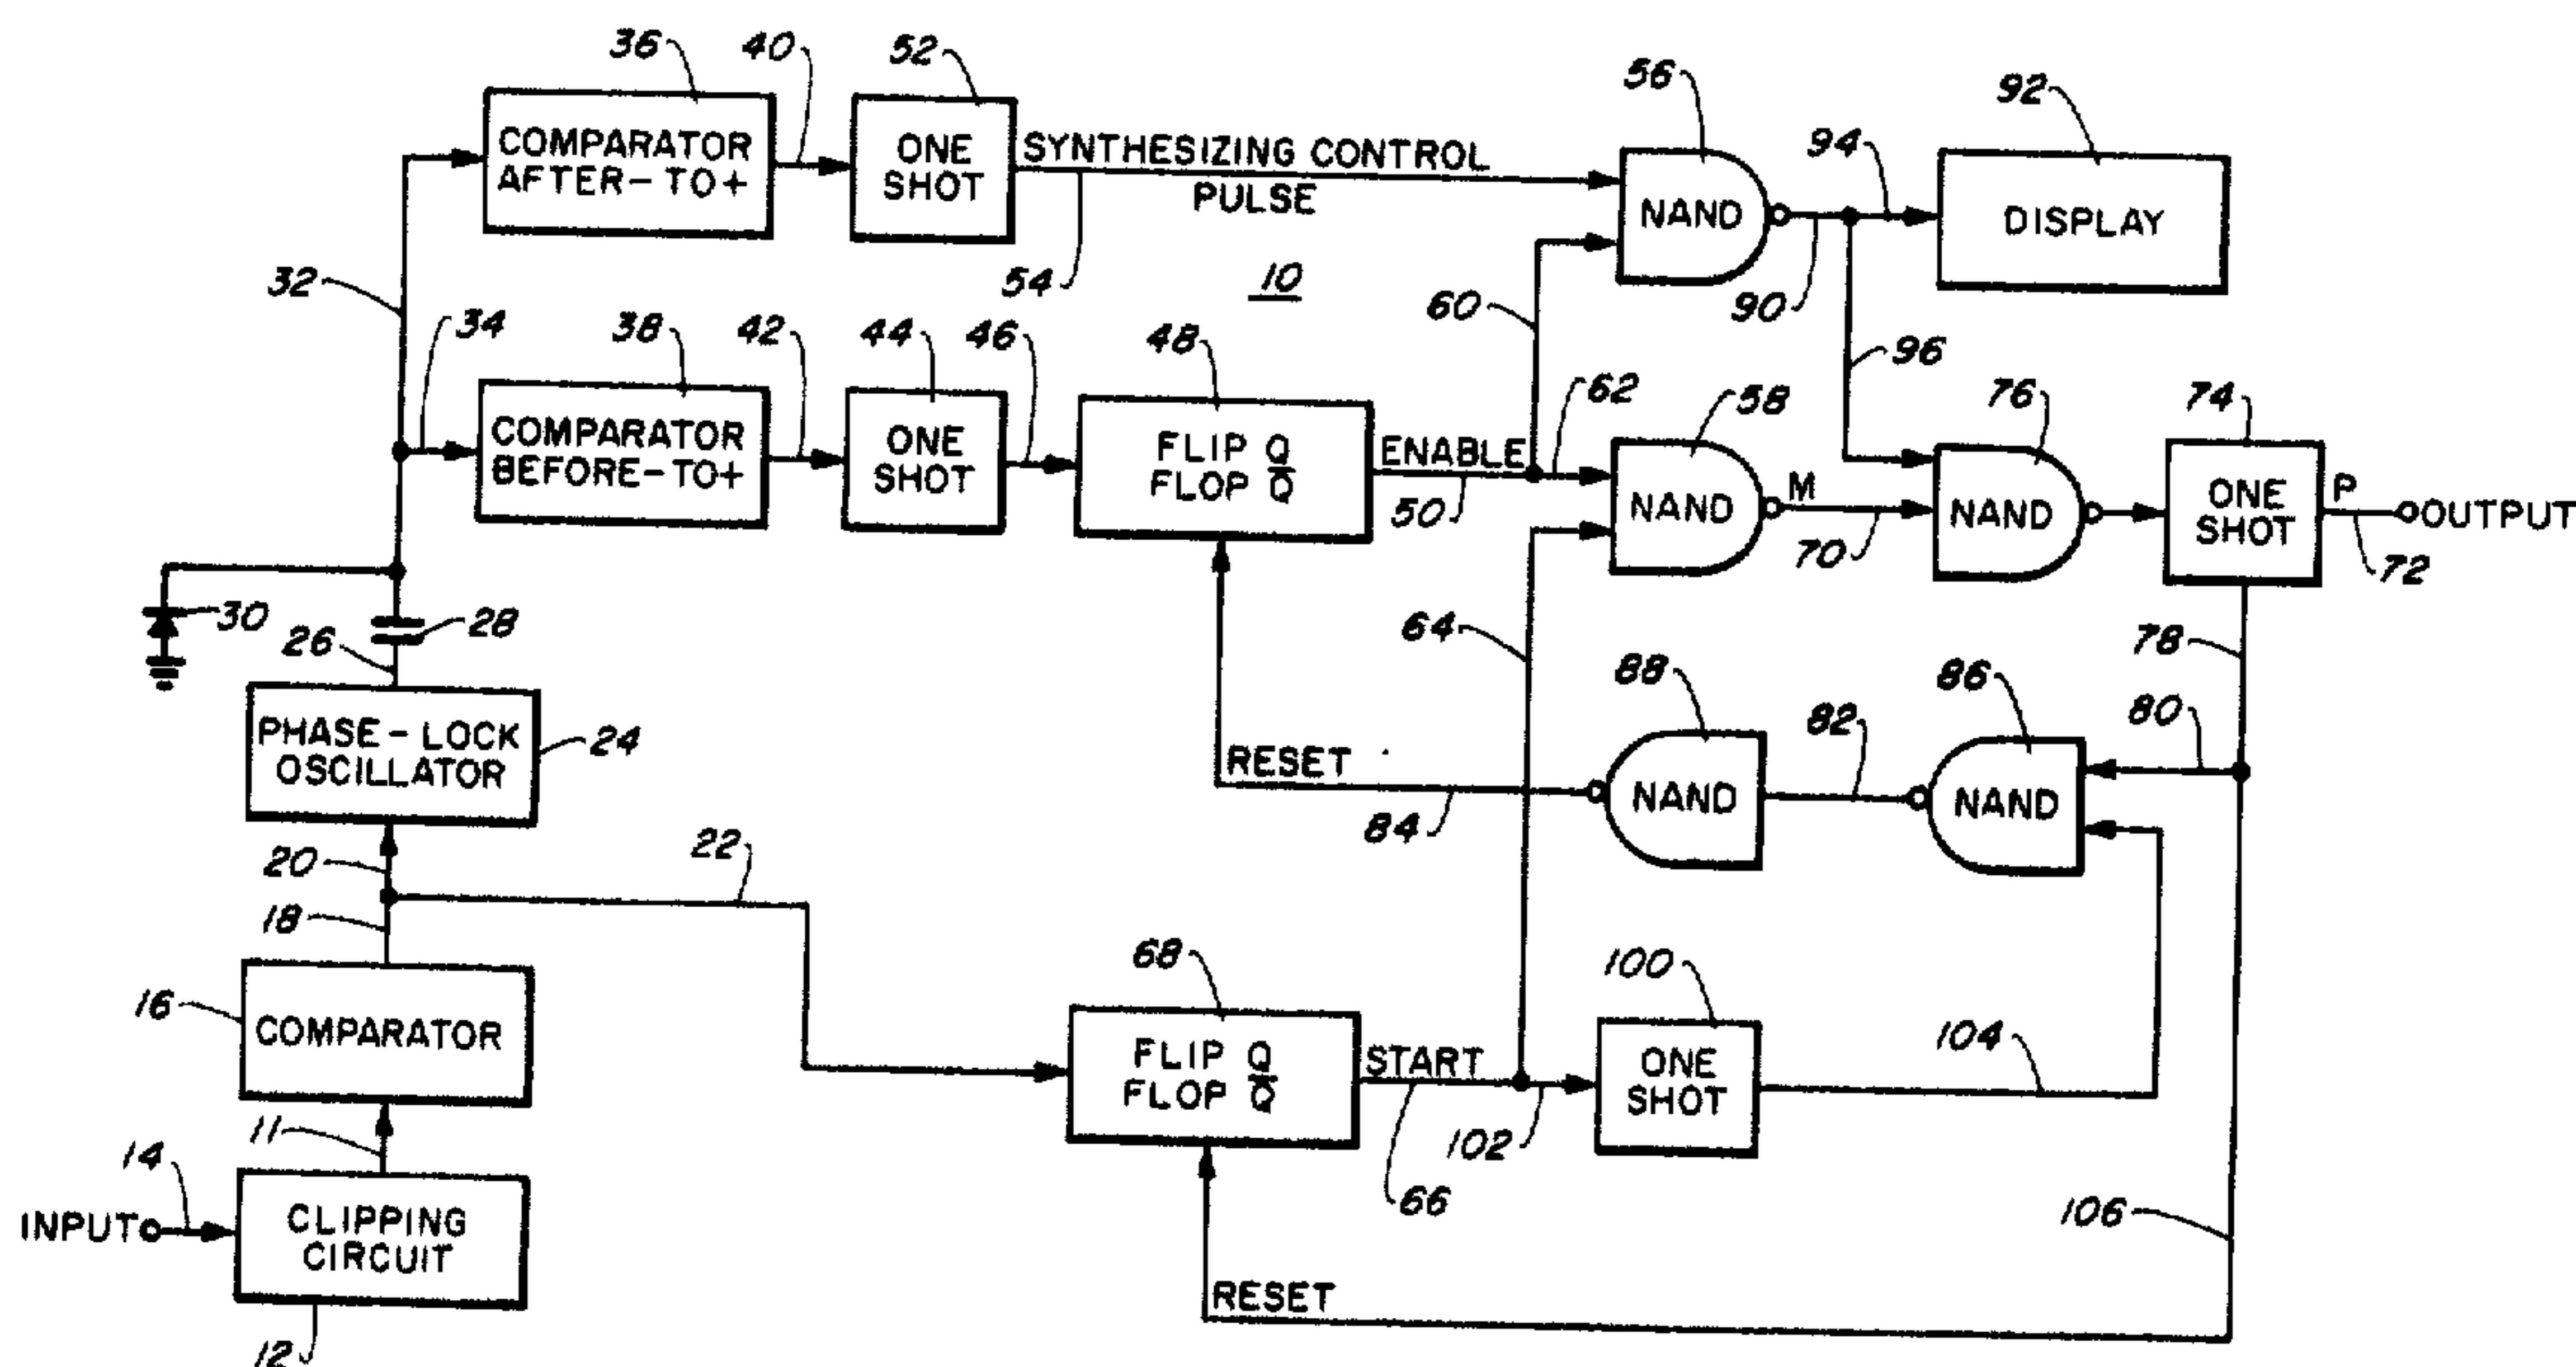 36
40
52
56
92
COMPARATOR
AFTER-TO+
ONE
SHOT
SYNTHESIZING CONTROL
PULSE
NAND
94
DISPLAY
32
54
10
60
90
34
38
42
44
46
48
62
58
96
76
74
COMPARATOR
BEFORE-TO+
ONE
SHOT
FLIP Q
FLOP Q̅
ENABLE
50
NAND
M
70
NAND
ONE
SHOT
P
OUTPUT
72
30
28
26
64
78
PHASE-LOCK
OSCILLATOR
24
88
86
82
80
RESET
84
NAND
NAND
20
22
18
68
100
104
16
COMPARATOR
FLIP Q
FLOP Q̅
START
ONE
SHOT
102
66
11
14
106
INPUT
CLIPPING
CIRCUIT
RESET
12